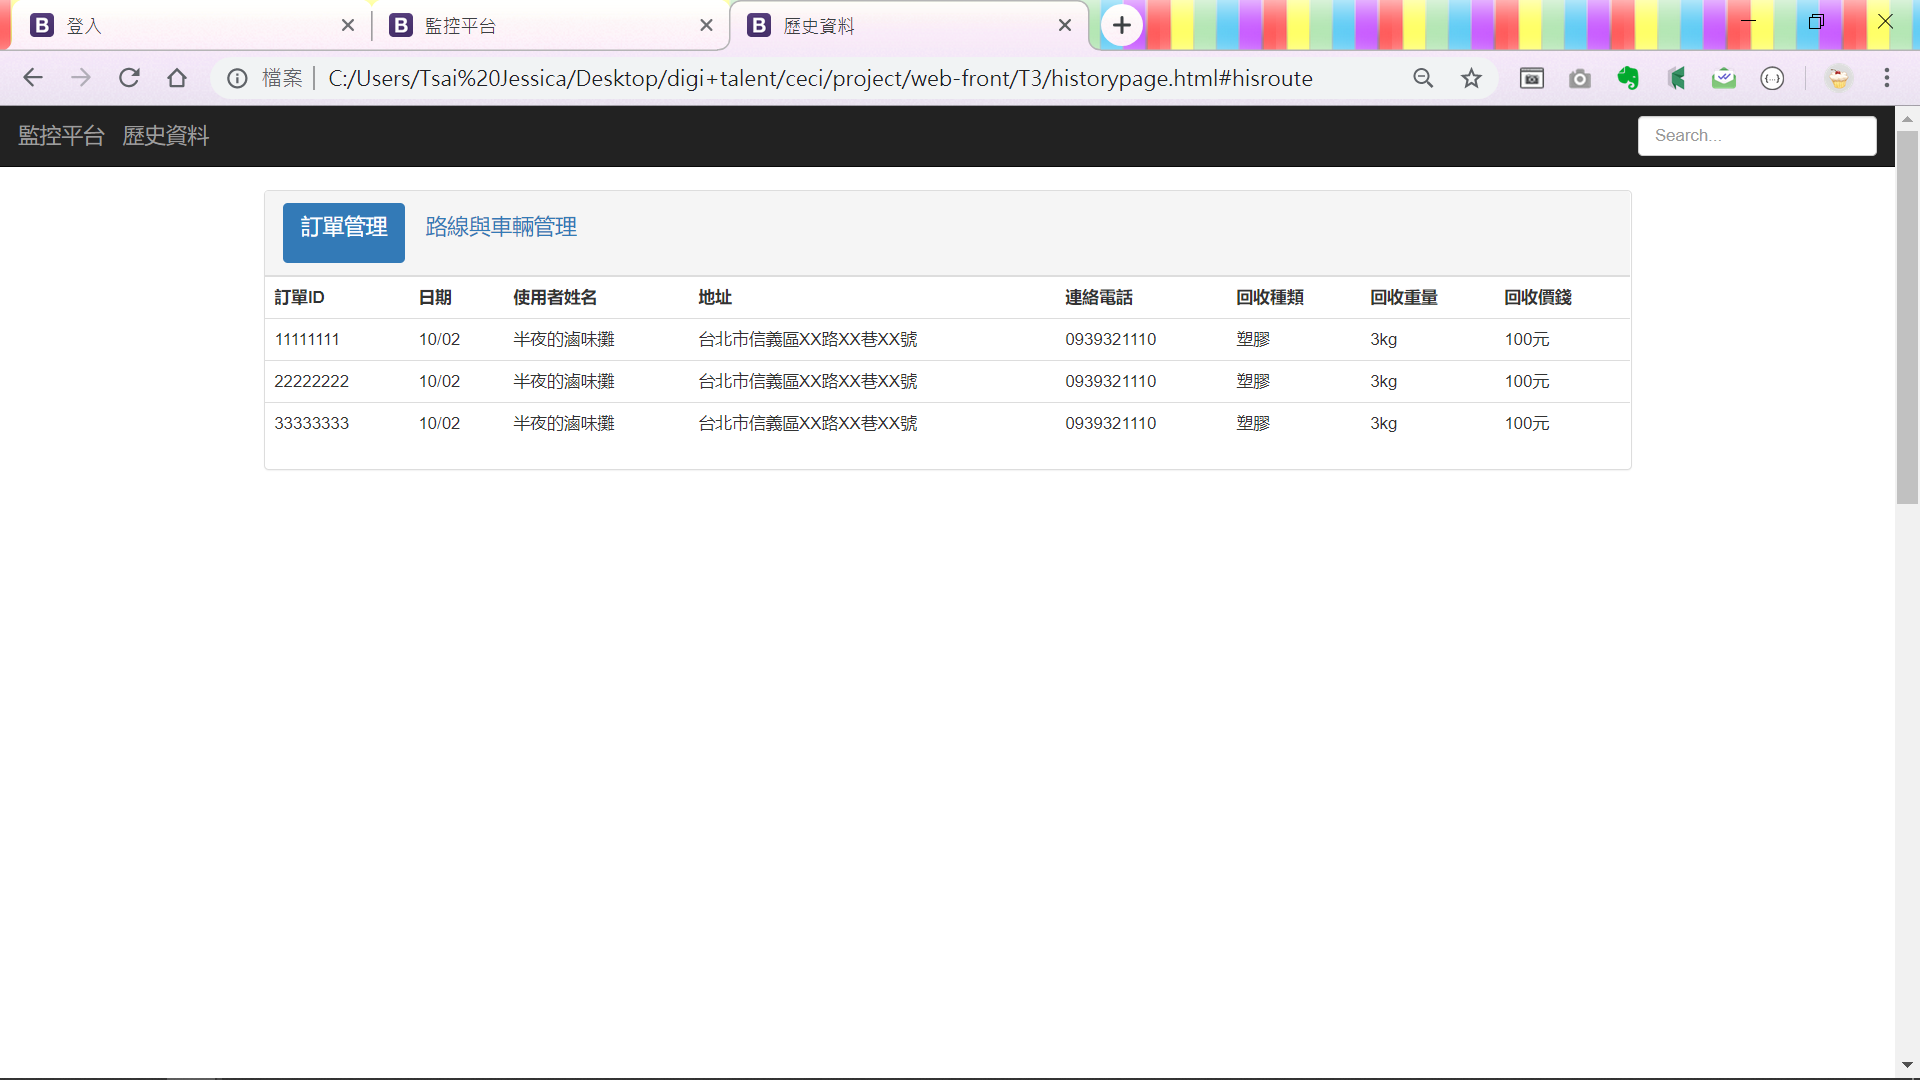 登入
監控平台
歷史資料
檔案 C:/Users/Tsai%20Jessica/Desktop/digi+talent/ceci/project/web-front/T3/historypage.html#hisroute
監控平台 歷史資料 Search...
訂單管理 路線與車輛管理
訂單ID 日期 使用者姓名 地址 連絡電話 回收種類 回收重量 回收價錢
11111111 10/02 半夜的滷味攤 台北市信義區XX路XX巷XX號 0939321110 塑膠 3kg 100元
22222222 10/02 半夜的滷味攤 台北市信義區XX路XX巷XX號 0939321110 塑膠 3kg 100元
33333333 10/02 半夜的滷味攤 台北市信義區XX路XX巷XX號 0939321110 塑膠 3kg 100元